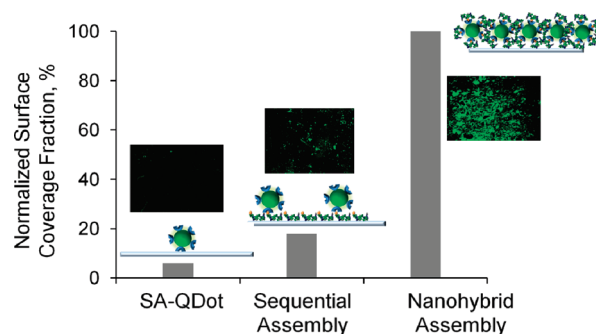 Normalized Surface
Coverage Fraction, %
100
80
60
40
20
0
SA-QDot
Sequential
Assembly
Nanohybrid
Assembly